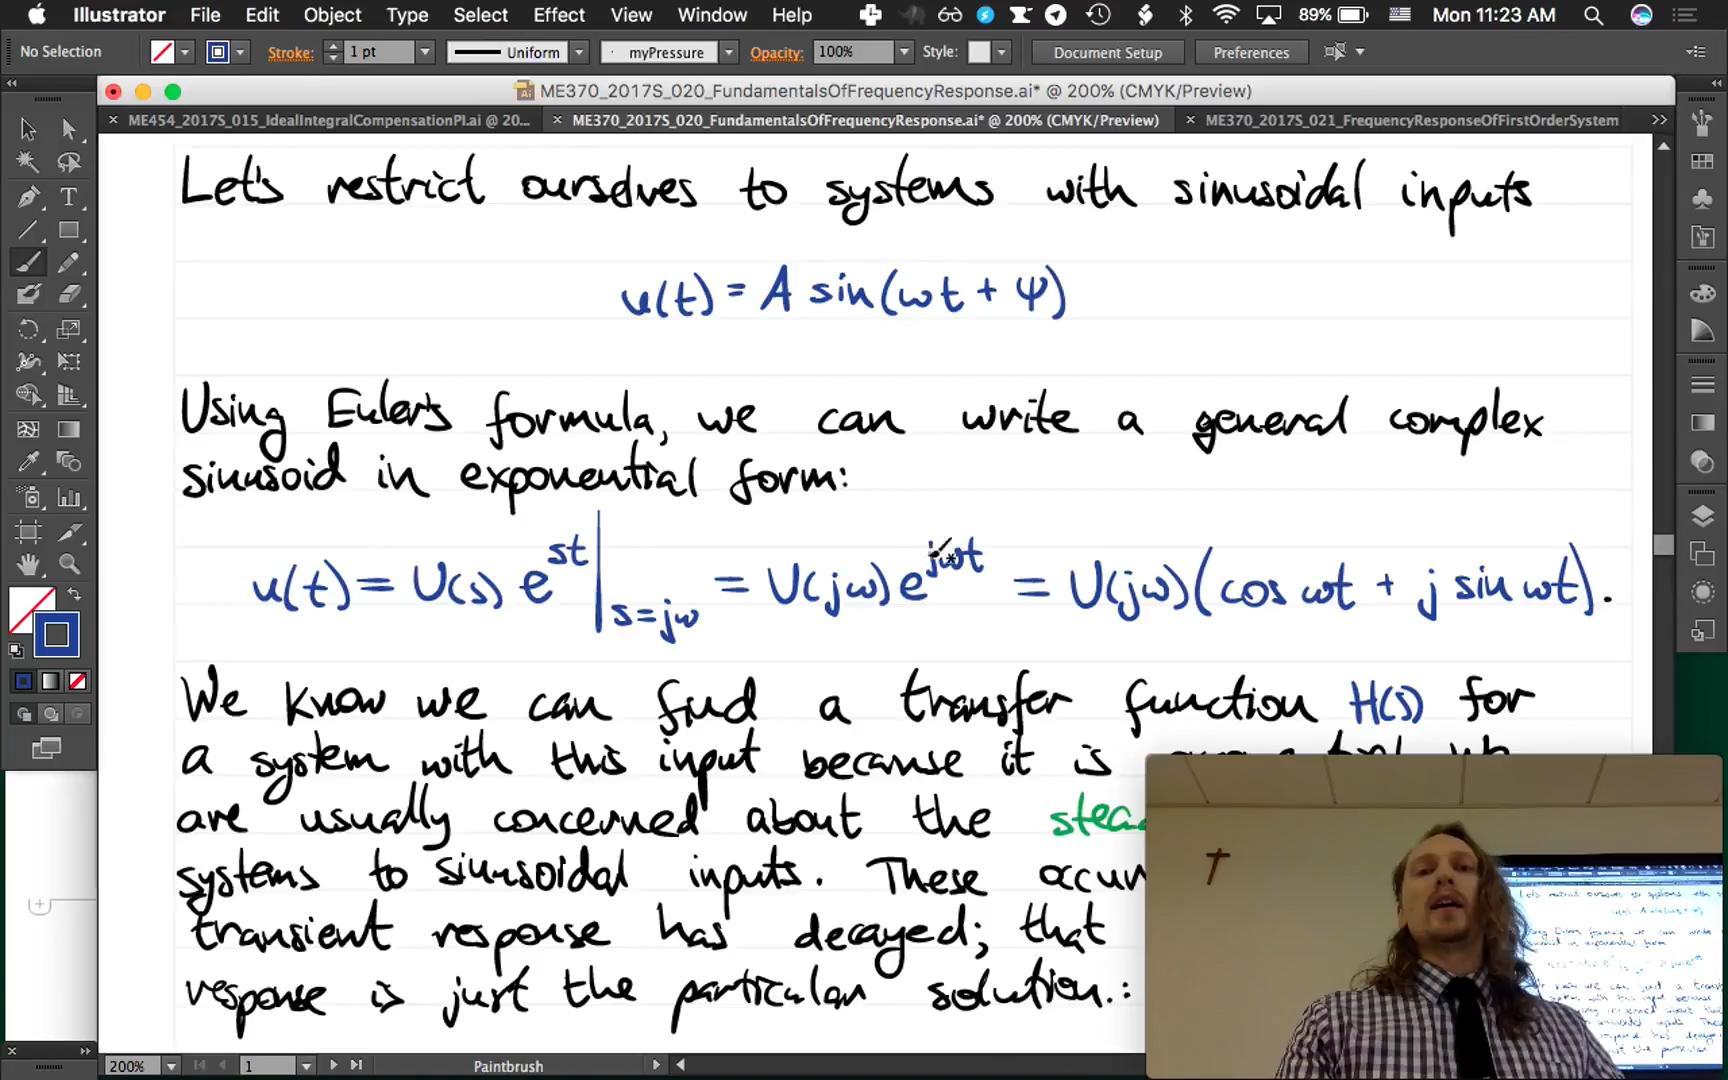 Illustrator File Edit Object Type Select Effect View Window Help 89% Mon 11:23 AM
No Selection Stroke: 1 pt Uniform myPressure Opacity: 100% Style: Document Setup Preferences
ME370_2017S_020_FundamentalsOfFrequencyResponse.ai* @ 200% (CMYK/Preview)
ME454_2017S_015_IdealIntegralCompensationPI.ai @ 20... ME370_2017S_020_FundamentalsOfFrequencyResponse.ai* @ 200% (CMYK/Preview) ME370_2017S_021_FrequencyResponseOfFirstOrderSystem
Let's restrict ourselves to systems with sinusoidal inputs
u(t) = A sin(ωt + Ψ)
Using Euler's formula, we can write a general complex
sinusoid in exponential form:
u(t) = U(s) e^st |s=jω = U(jω) e^jωt = U(jω)(cos ωt + j sin ωt).
We know we can find a transfer function H(s) for
a system with this input because it is
are usually concerned about the
systems to sinusoidal inputs. These
transient response has decayed; that
response is just the particular solution.:
200% 1 Paintbrush